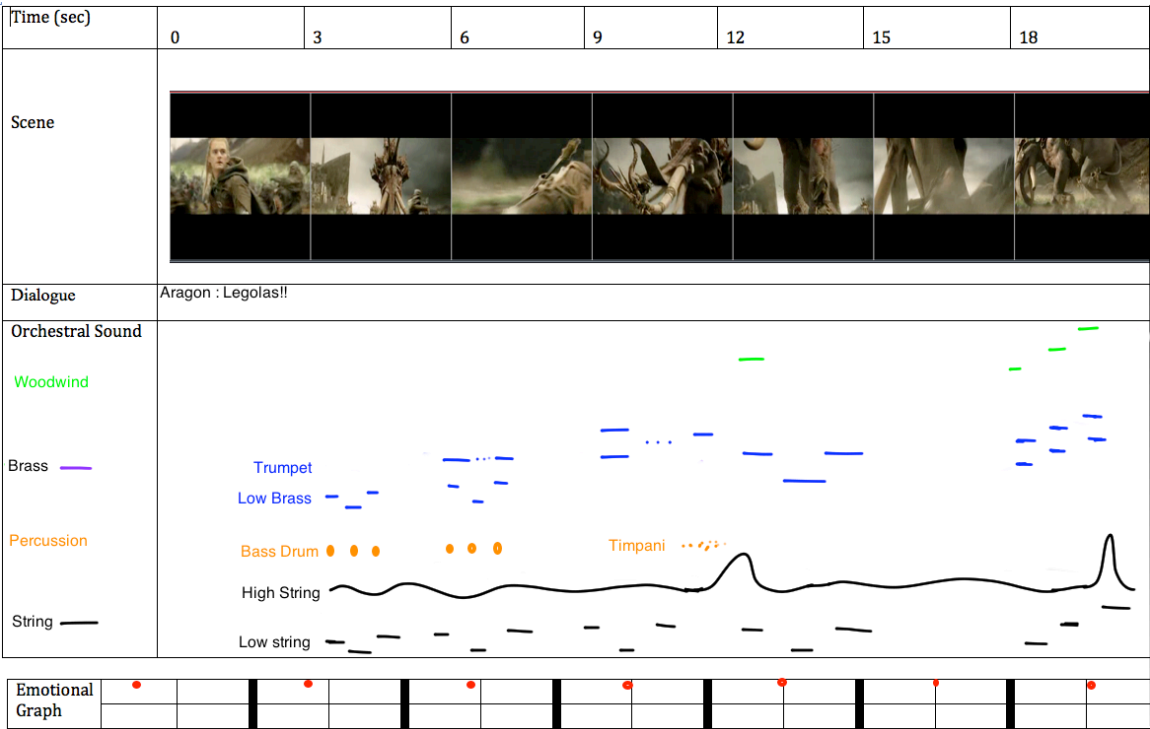 Time (sec)
0 3 6 9 12 15 18
Scene
Dialogue
Aragon : Legolas!!
Orchestral Sound
Woodwind
Brass
Trumpet
Low Brass
Percussion
Bass Drum
Timpani
High String
String
Low string
Emotional
Graph